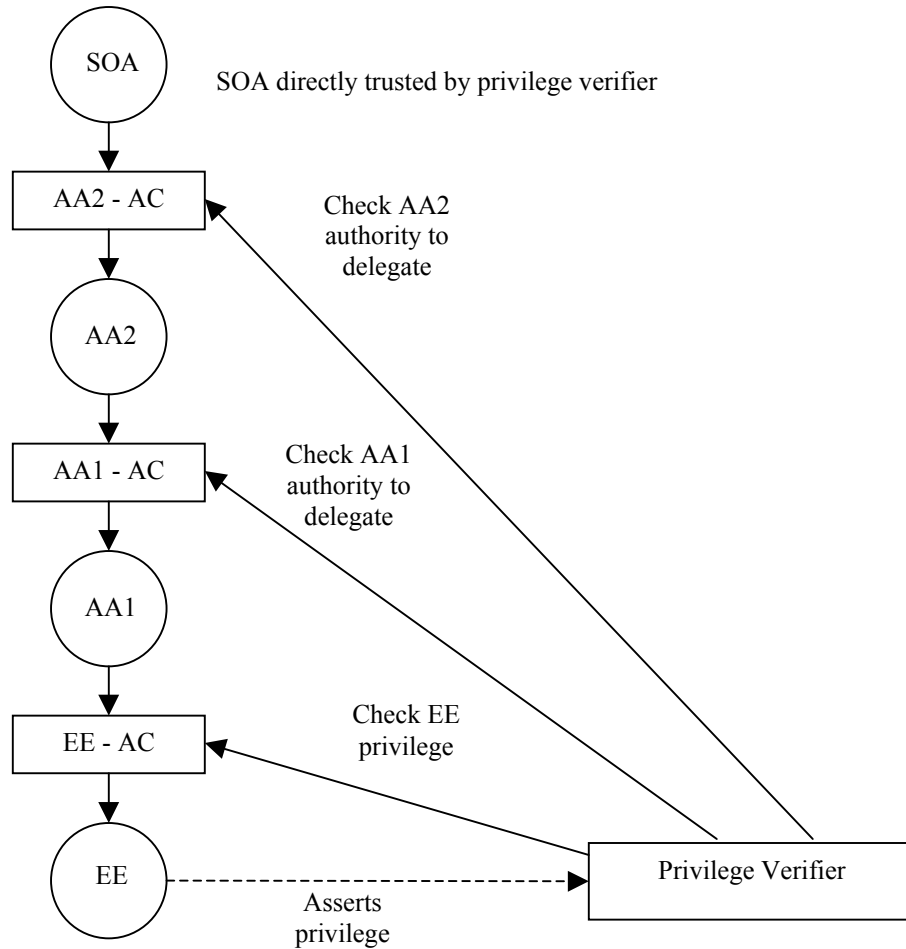 SOA
SOA directly trusted by privilege verifier
AA2 - AC
Check AA2
authority to
delegate
AA2
AA1 - AC
Check AA1
authority to
delegate
AA1
EE - AC
Check EE
privilege
EE
Asserts
privilege
Privilege Verifier